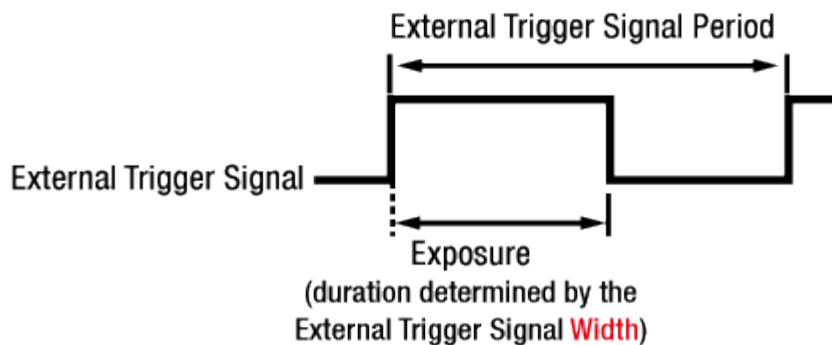 External Trigger Signal Period
External Trigger Signal
Exposure
(duration determined by the
External Trigger Signal Width)